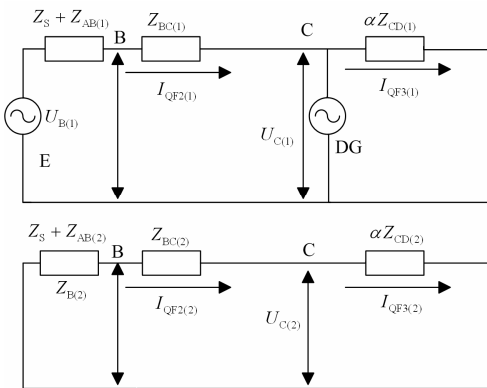 Z_S + Z_AB(1)
B
Z_BC(1)
C
αZ_CD(1)
I_QF2(1)
I_QF3(1)
U_B(1)
U_C(1)
E
DG
Z_S + Z_AB(2)
B
Z_BC(2)
C
αZ_CD(2)
Z_B(2)
I_QF2(2)
I_QF3(2)
U_C(2)